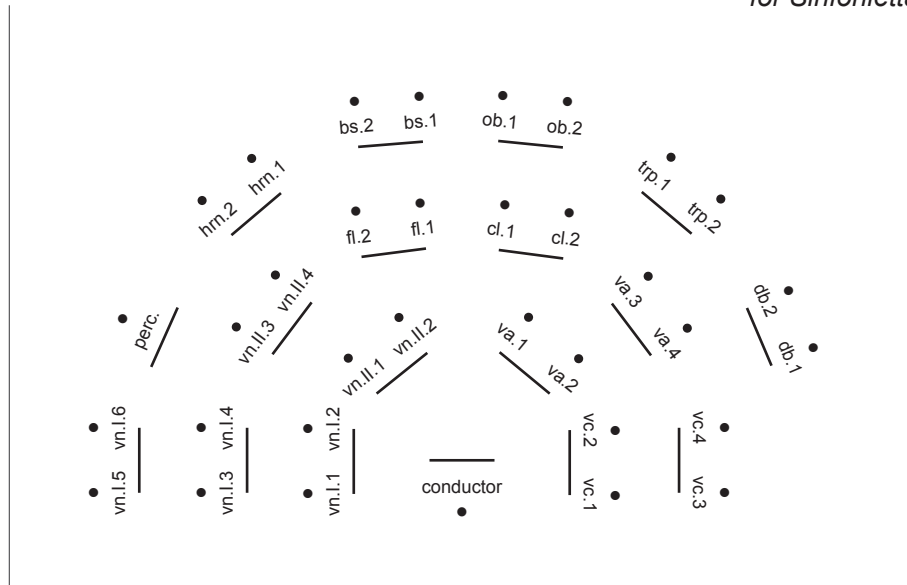 for Sinfonietta
bs.2
bs.1
ob.1
ob.2
hrn.2
hrn.1
trp.1
trp.2
fl.2
fl.1
cl.1
cl.2
perc.
vn.II.3
vn.II.4
va.3
va.4
db.2
db.1
vn.II.1
vn.II.2
va.1
va.2
vn.I.6
vn.I.5
vn.I.4
vn.I.3
vn.I.2
vn.I.1
conductor
vc.2
vc.1
vc.4
vc.3